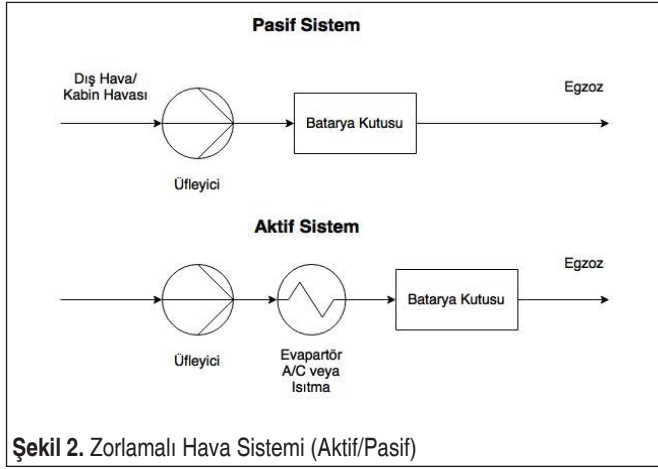 Pasif Sistem
Dış Hava/
Kabin Havası
Üfleyici
Batarya Kutusu
Egzoz
Aktif Sistem
Üfleyici
Evapartör
A/C veya
Isıtma
Batarya Kutusu
Egzoz
Şekil 2. Zorlamalı Hava Sistemi (Aktif/Pasif)